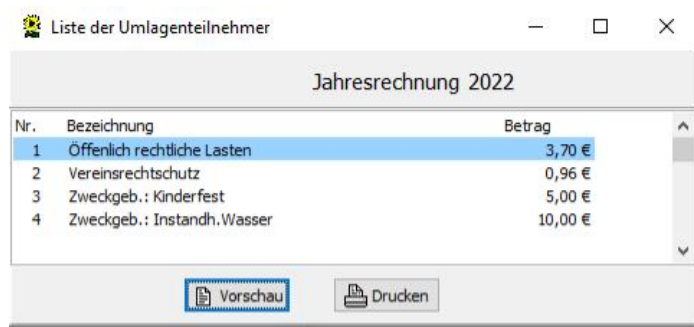 Liste der Umlagenteilnehmer
Jahresrechnung 2022
Nr. Bezeichnung Betrag
1 Öffenlich rechtliche Lasten 3,70 €
2 Vereinsrechtschutz 0,96 €
3 Zweckgeb.: Kinderfest 5,00 €
4 Zweckgeb.: Instandh.Wasser 10,00 €
Vorschau Drucken